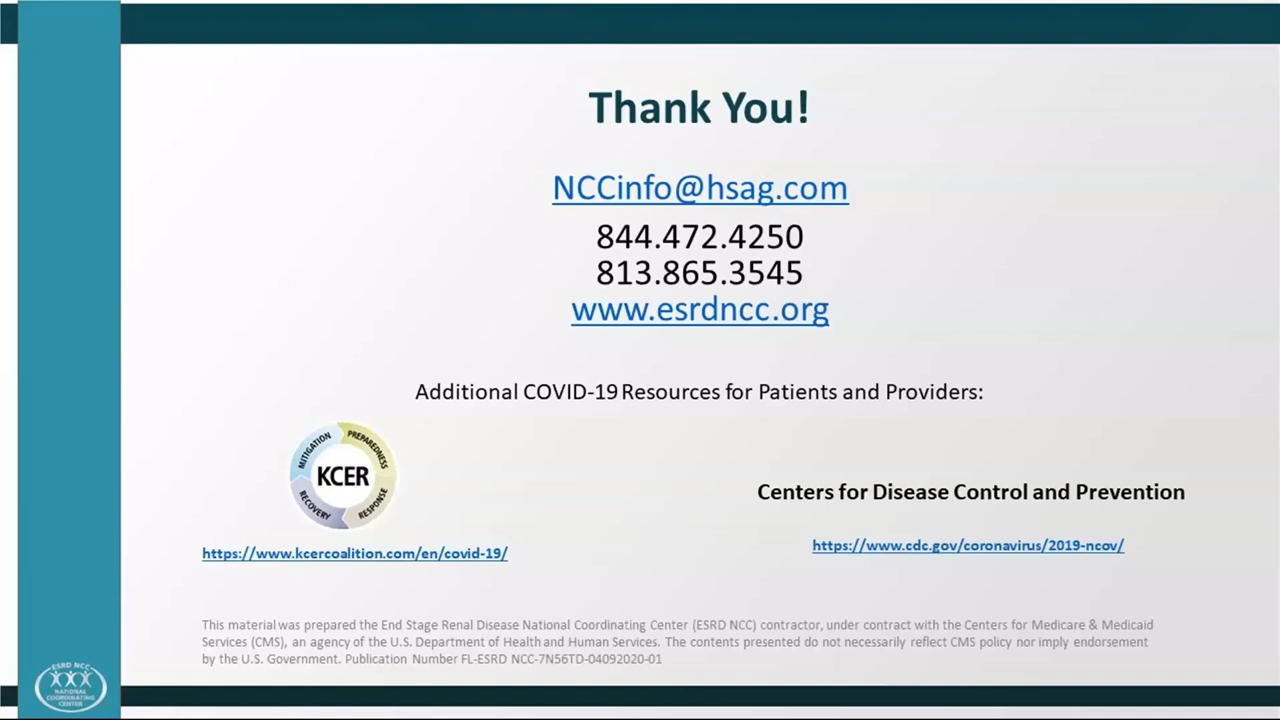 Thank You!
NCCinfo@hsag.com
844.472.4250
813.865.3545
www.esrdncc.org
Additional COVID-19 Resources for Patients and Providers:
MITIGATION
PREPAREDNESS
KCER
RECOVERY
RESPONSE
Centers for Disease Control and Prevention
https://www.kcercoalition.com/en/covid-19/
https://www.cdc.gov/coronavirus/2019-ncov/
This material was prepared the End Stage Renal Disease National Coordinating Center (ESRD NCC) contractor, under contract with the Centers for Medicare & Medicaid
Services (CMS), an agency of the U.S. Department of Health and Human Services. The contents presented do not necessarily reflect CMS policy nor imply endorsement
by the U.S. Government. Publication Number FL-ESRD NCC-7N56TD-04092020-01
ESRD NCC
NATIONAL
COORDINATING
CENTER